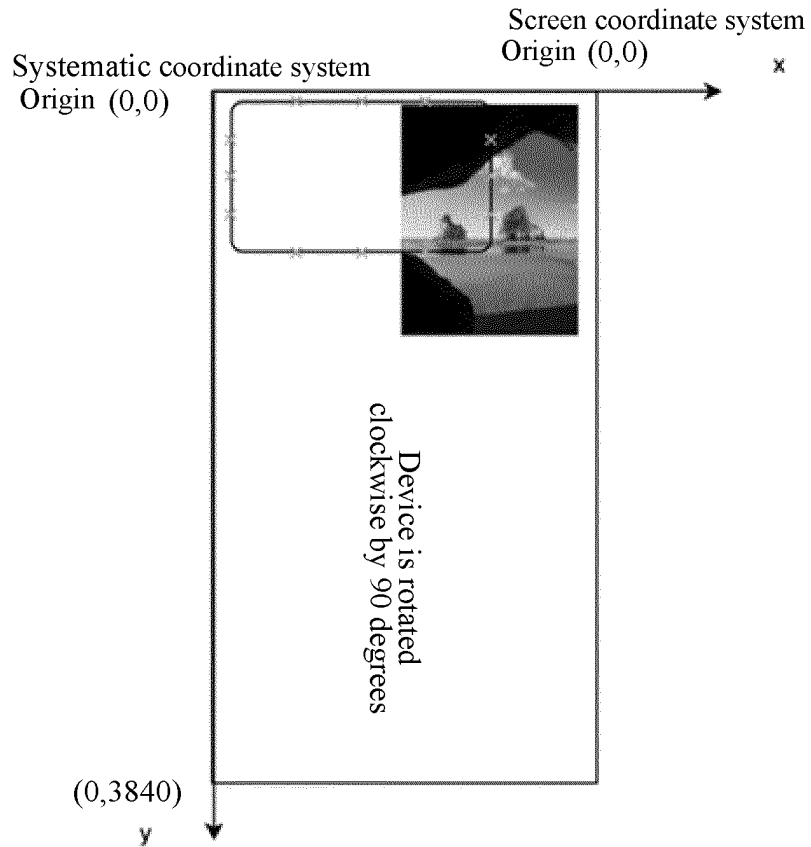 Screen coordinate system
Origin (0,0)
x
Systematic coordinate system
Origin (0,0)
Device is rotated
clockwise by 90 degrees
(0,3840)
y